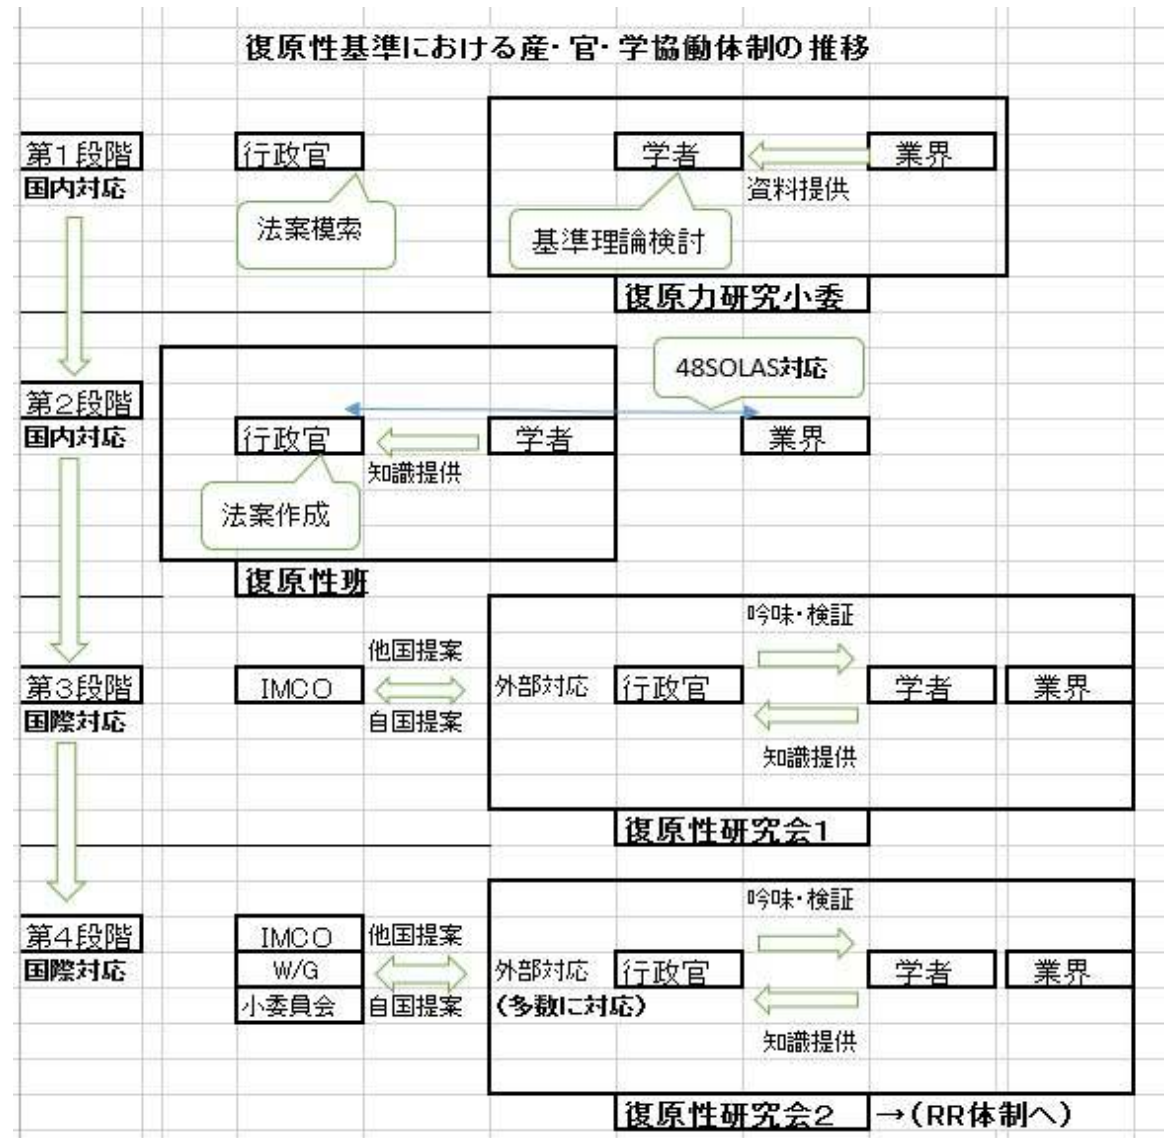 復原性基準における産・官・学協働体制の推移
第1段階
国内対応
行政官
法案模索
学者
業界
資料提供
基準理論検討
復原力研究小委
48SOLAS対応
第2段階
国内対応
行政官
学者
業界
知識提供
法案作成
復原性班
第3段階
国際対応
IMCO
他国提案
自国提案
外部対応
行政官
吟味・検証
学者
業界
知識提供
復原性研究会1
第4段階
国際対応
IMCO
W/G
小委員会
他国提案
自国提案
外部対応
(多数に対応)
行政官
吟味・検証
学者
業界
知識提供
復原性研究会2
→(RR体制へ)